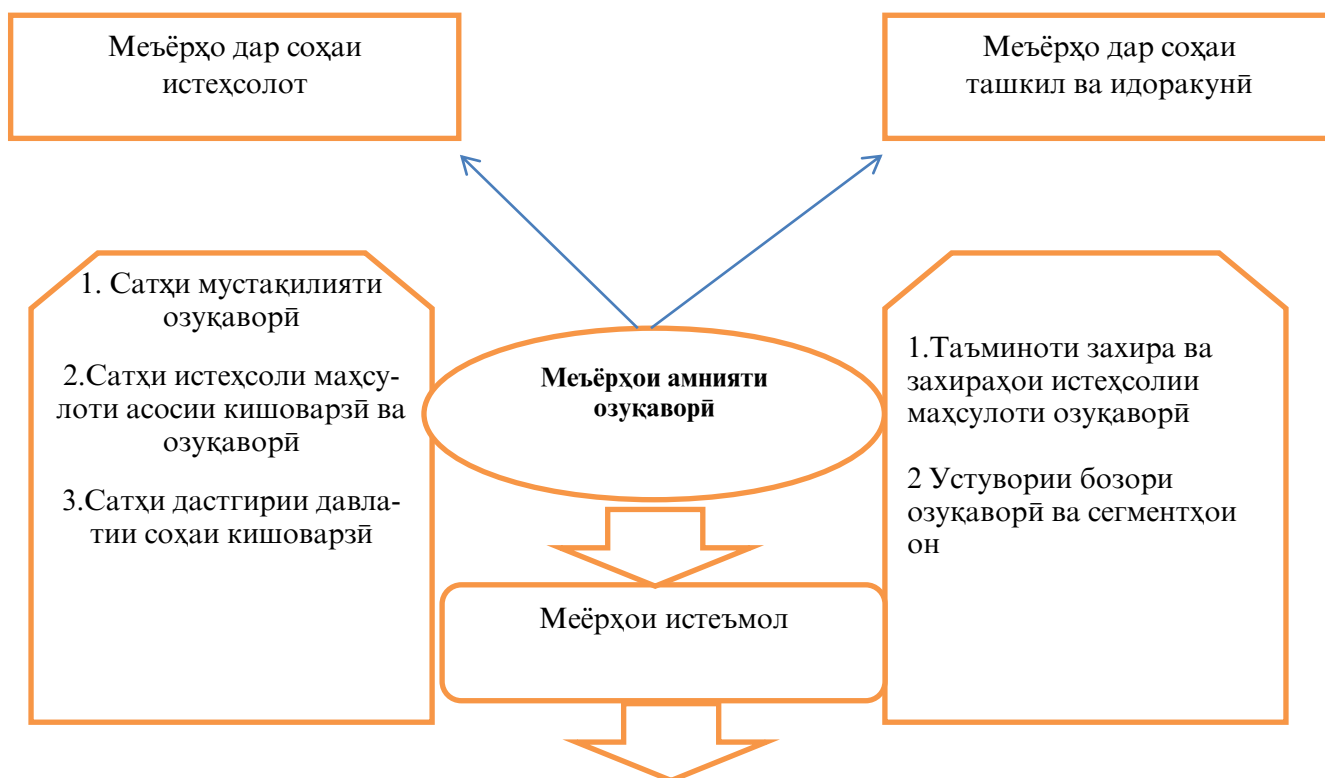 Меъёрҳо дар соҳаи
истеҳсолот
Меъёрҳо дар соҳаи
ташкил ва идоракунӣ
1. Сатҳи мустақилияти
озуқаворӣ
2.Сатҳи истеҳсоли маҳсу-
лоти асосии кишоварзӣ ва
озуқаворӣ
3.Сатҳи дастгирии давла-
тии соҳаи кишоварзӣ
Меъёрҳои амнияти
озуқаворӣ
1.Таъминоти захира ва
захираҳои истеҳсолии
маҳсулоти озуқаворӣ
2 Устувории бозори
озуқаворӣ ва сегментҳои
он
Меёрҳои истеъмол